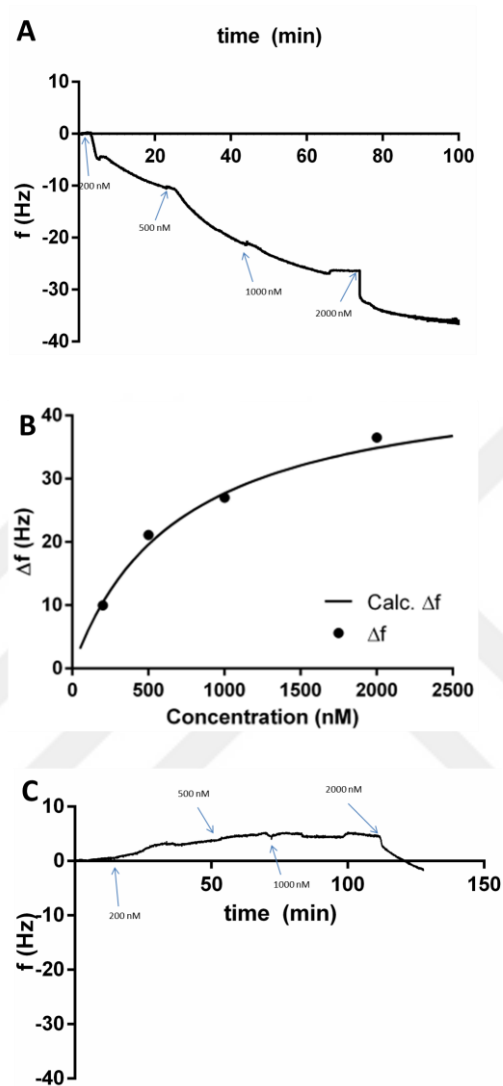 A
time (min)
10
0
20
40
60
80
100
-10
-20
-30
-40
f (Hz)
200 nM
500 nM
1000 nM
2000 nM
B
40
30
20
10
0
Δf (Hz)
Calc. Δf
Δf
0
500
1000
1500
2000
2500
Concentration (nM)
C
500 nM
2000 nM
10
0
50
100
150
200 nM
1000 nM
time (min)
-10
-20
-30
-40
f (Hz)